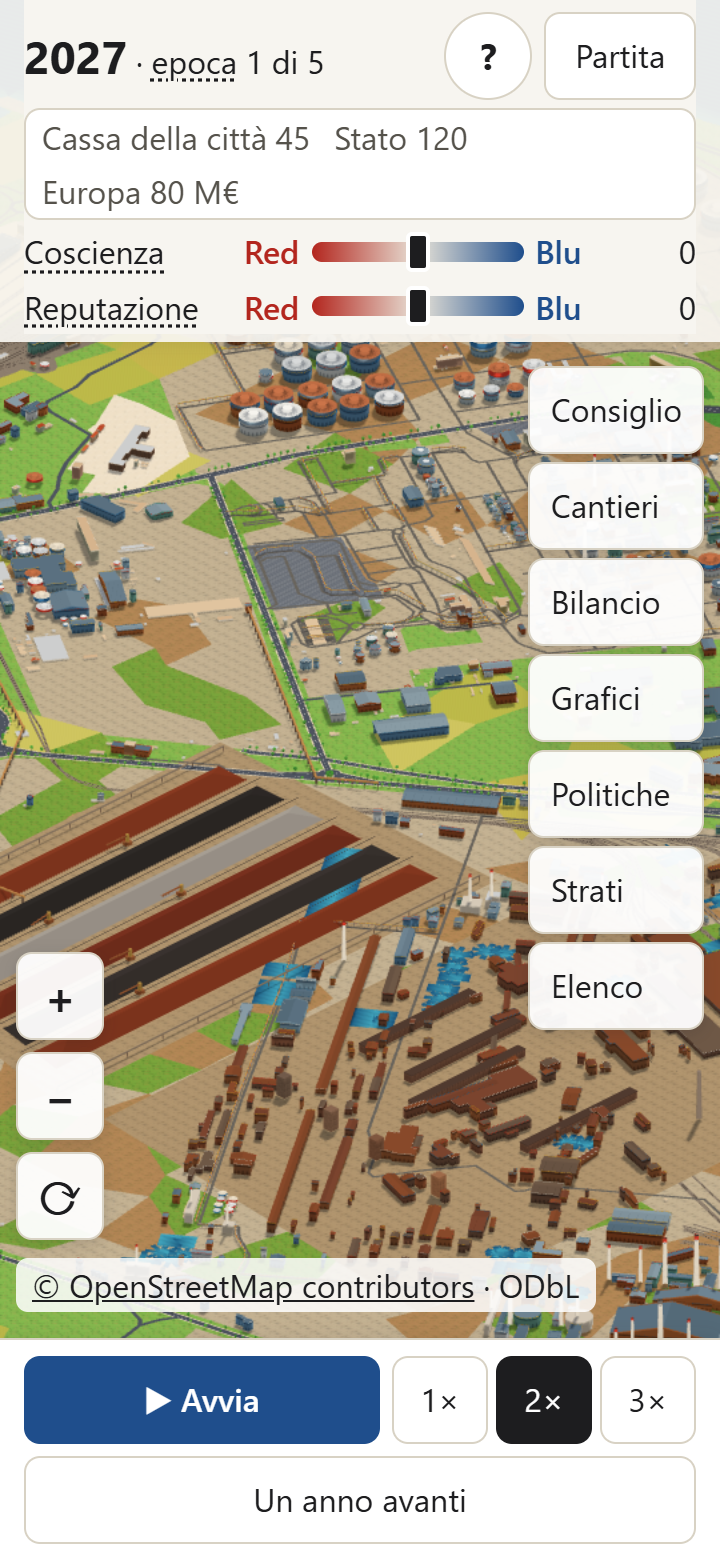 2027 · epoca 1 di 5
?
Partita
Cassa della città 45 Stato 120
Europa 80 M€
Coscienza Red Blu 0
Reputazione Red Blu 0
Consiglio
Cantieri
Bilancio
Grafici
Politiche
Strati
Elenco
+
−
© OpenStreetMap contributors · ODbL
▶ Avvia
1×
2×
3×
Un anno avanti